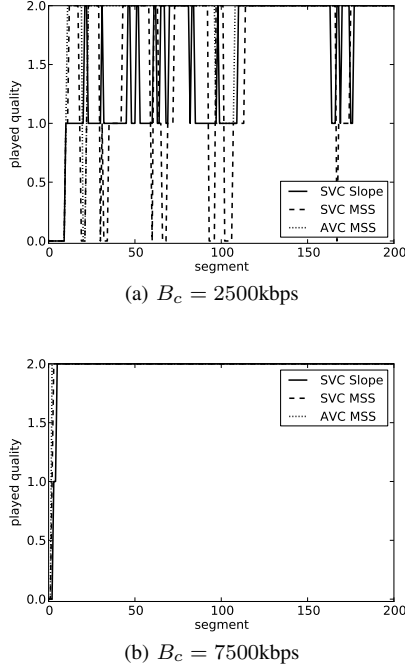 2.0
1.5
1.0
0.5
0.0
played quality
0 50 100 150 200
segment
SVC Slope
SVC MSS
AVC MSS
(a) B_c = 2500kbps
2.0
1.5
1.0
0.5
0.0
played quality
0 50 100 150 200
segment
SVC Slope
SVC MSS
AVC MSS
(b) B_c = 7500kbps